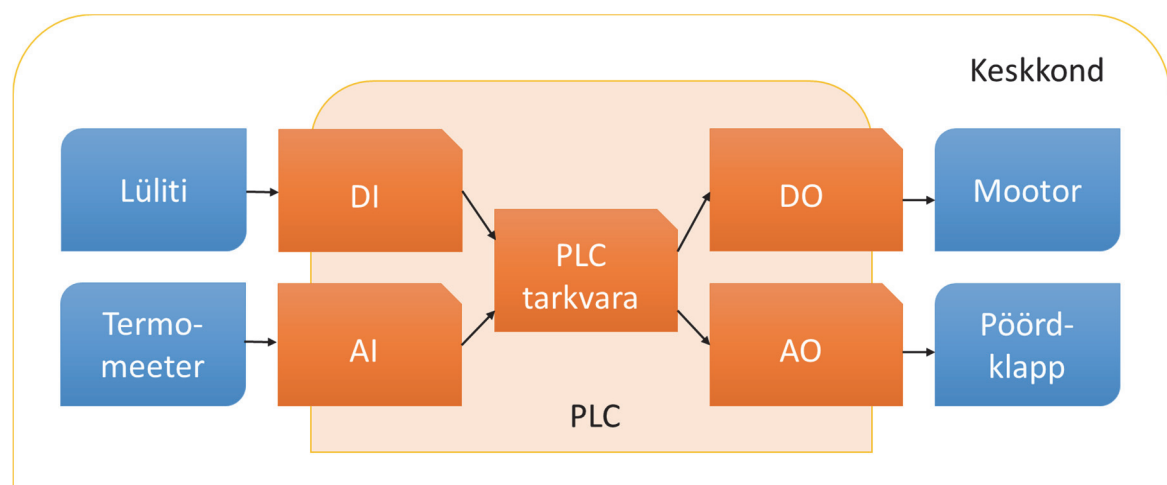 Keskkond
Lüliti
DI
DO
Mootor
PLC
tarkvara
Termo-
meeter
AI
AO
Pöörd-
klapp
PLC